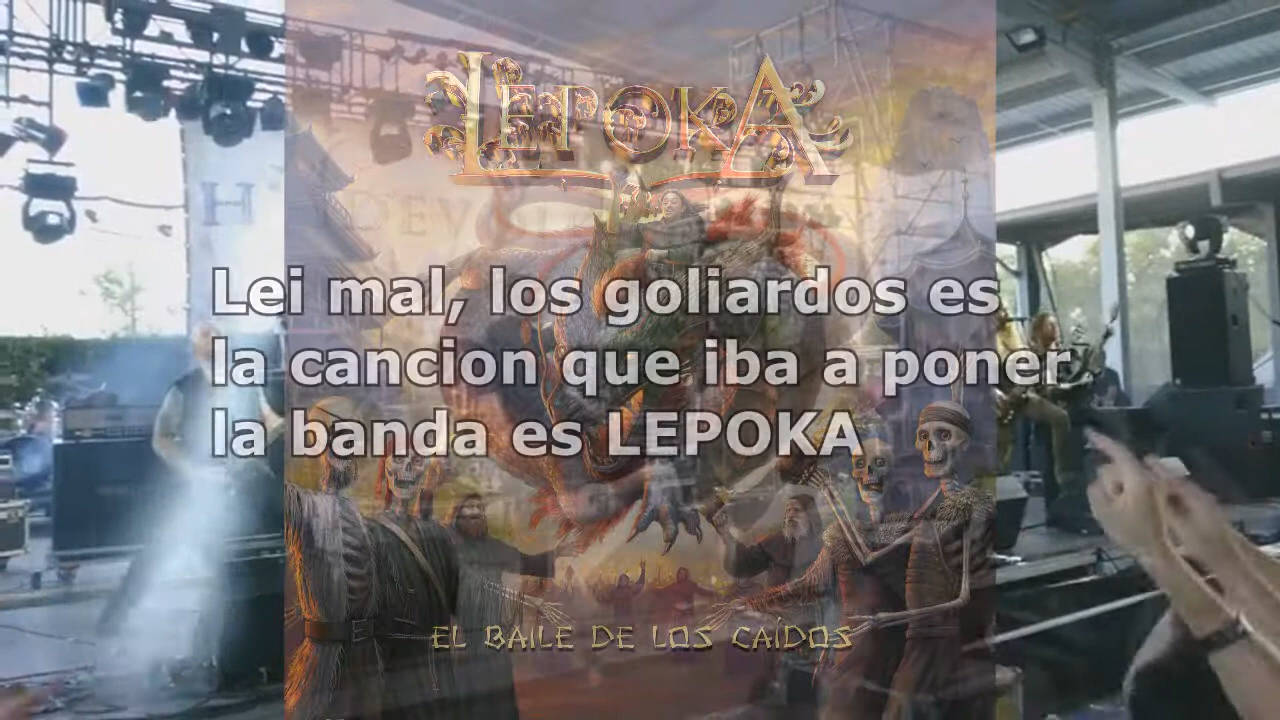 LEPOKA
Lei mal, los goliardos es
la cancion que iba a poner
la banda es LEPOKA
EL BAILE DE LOS CAÍDOS